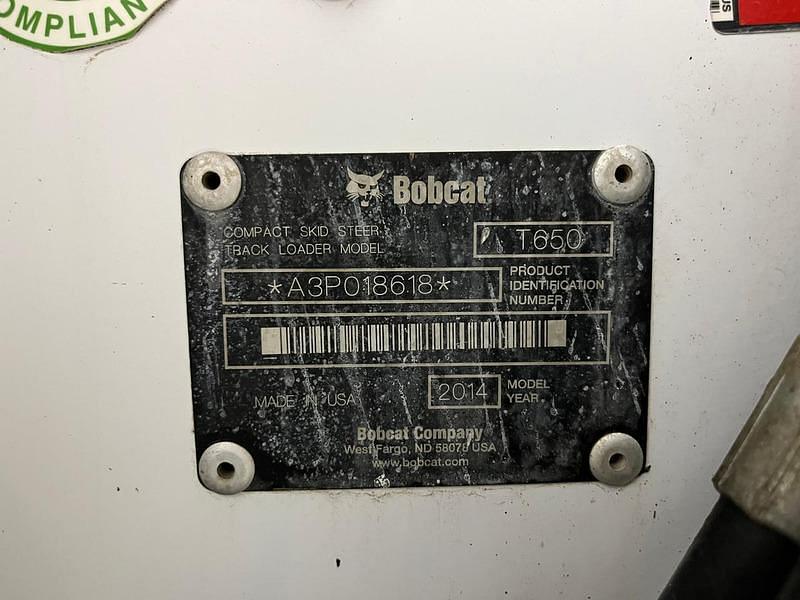 OMPLIAN
US
Bobcat
COMPACT SKID STEER
TRACK LOADER MODEL
T650
*A3P018618*
PRODUCT
IDENTIFICATION
NUMBER
MADE IN USA
2014
MODEL
YEAR
Bobcat Company
West Fargo, ND 58078 USA
www.bobcat.com